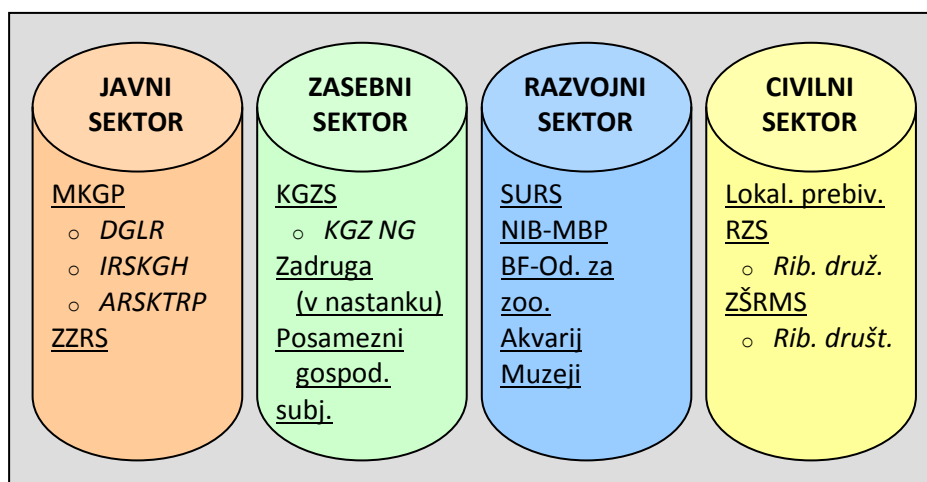 JAVNI
SEKTOR
MKGP
o DGLR
o IRSKGH
o ARSKTRP
ZZRS
ZASEBNI
SEKTOR
KGZS
o KGZ NG
Zadruga
(v nastanku)
Posamezni
gospod.
subj.
RAZVOJNI
SEKTOR
SURS
NIB-MBP
BF-Od. za
zoo.
Akvarij
Muzeji
CIVILNI
SEKTOR
Lokal. prebiv.
RZS
o Rib. druž.
ZŠRMS
o Rib. društ.